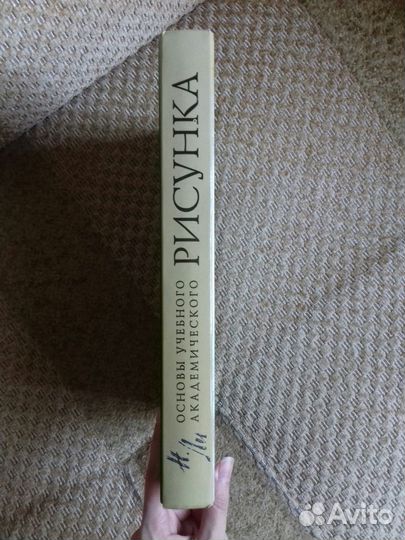 Н. Ли
ОСНОВЫ УЧЕБНОГО
АКАДЕМИЧЕСКОГО
РИСУНКА
Avito